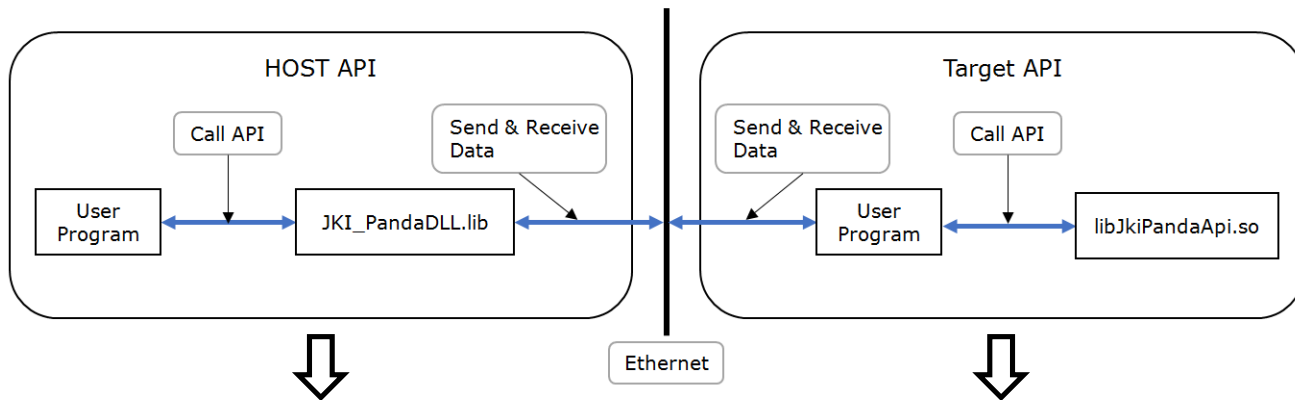 HOST API
Call API
Send & Receive
Data
User
Program
JKI_PandaDLL.lib
Ethernet
Target API
Send & Receive
Data
Call API
User
Program
libJkiPandaApi.so